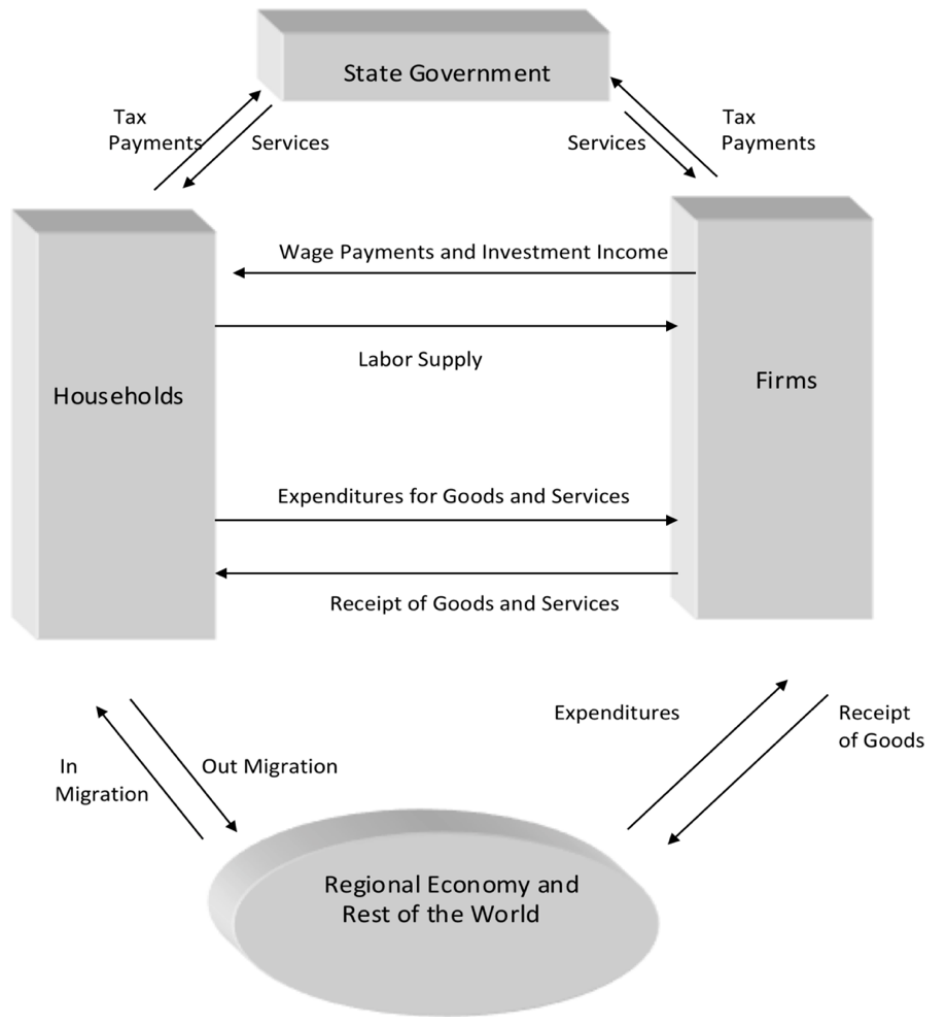 State Government
Tax
Payments
Services
Services
Tax
Payments
Wage Payments and Investment Income
Labor Supply
Households
Firms
Expenditures for Goods and Services
Receipt of Goods and Services
In
Migration
Out Migration
Expenditures
Receipt
of Goods
Regional Economy and
Rest of the World